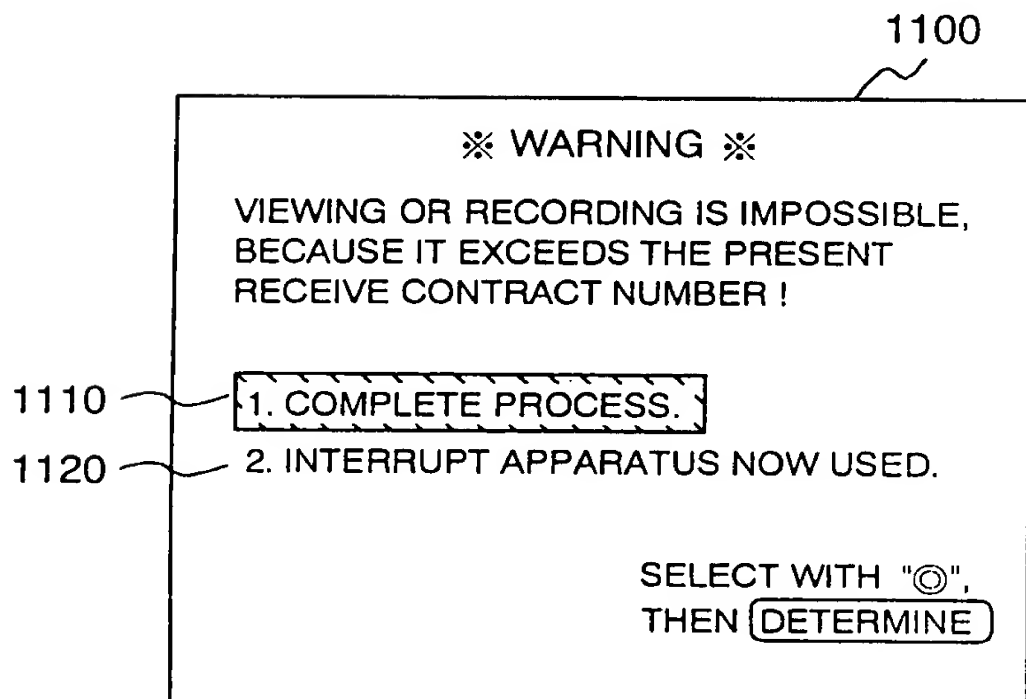 1100
※ WARNING ※
VIEWING OR RECORDING IS IMPOSSIBLE,
BECAUSE IT EXCEEDS THE PRESENT
RECEIVE CONTRACT NUMBER !
1110
1. COMPLETE PROCESS.
1120
2. INTERRUPT APPARATUS NOW USED.
SELECT WITH "◎",
THEN DETERMINE